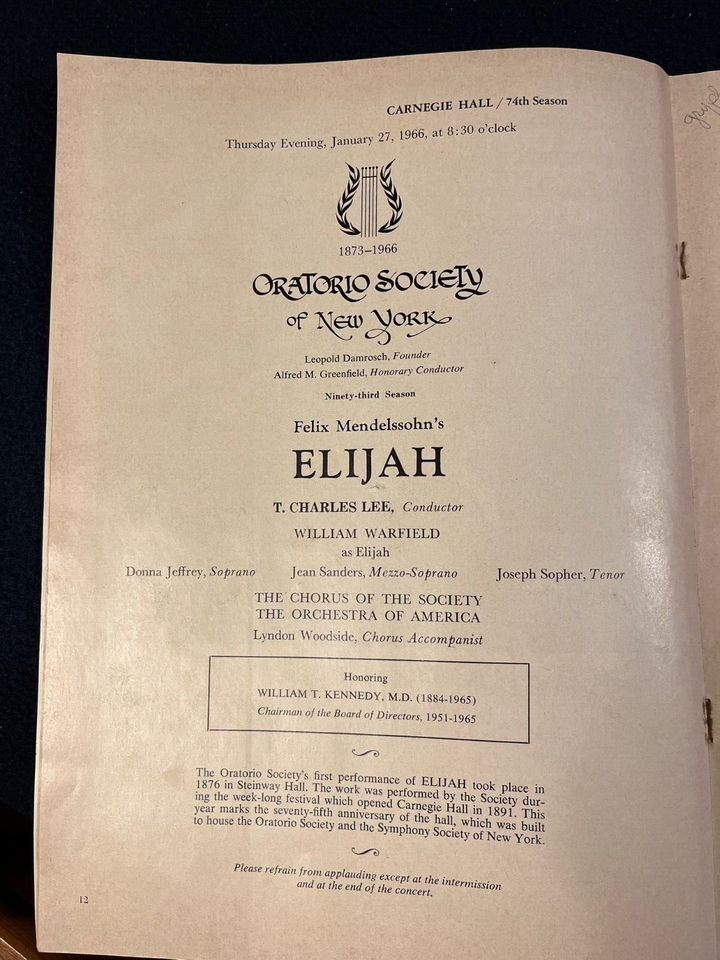 CARNEGIE HALL / 74th Season
Thursday Evening, January 27, 1966, at 8:30 o'clock
1873–1966
ORATORIO SOCIETY
of NEW YORK
Leopold Damrosch, Founder
Alfred M. Greenfield, Honorary Conductor
Ninety-third Season
Felix Mendelssohn's
ELIJAH
T. CHARLES LEE, Conductor
WILLIAM WARFIELD
as Elijah
Donna Jeffrey, Soprano Jean Sanders, Mezzo-Soprano Joseph Sopher, Tenor
THE CHORUS OF THE SOCIETY
THE ORCHESTRA OF AMERICA
Lyndon Woodside, Chorus Accompanist
Honoring
WILLIAM T. KENNEDY, M.D. (1884-1965)
Chairman of the Board of Directors, 1951-1965
The Oratorio Society's first performance of ELIJAH took place in
1876 in Steinway Hall. The work was performed by the Society dur-
ing the week-long festival which opened Carnegie Hall in 1891. This
year marks the seventy-fifth anniversary of the hall, which was built
to house the Oratorio Society and the Symphony Society of New York.
Please refrain from applauding except at the intermission
and at the end of the concert.
12